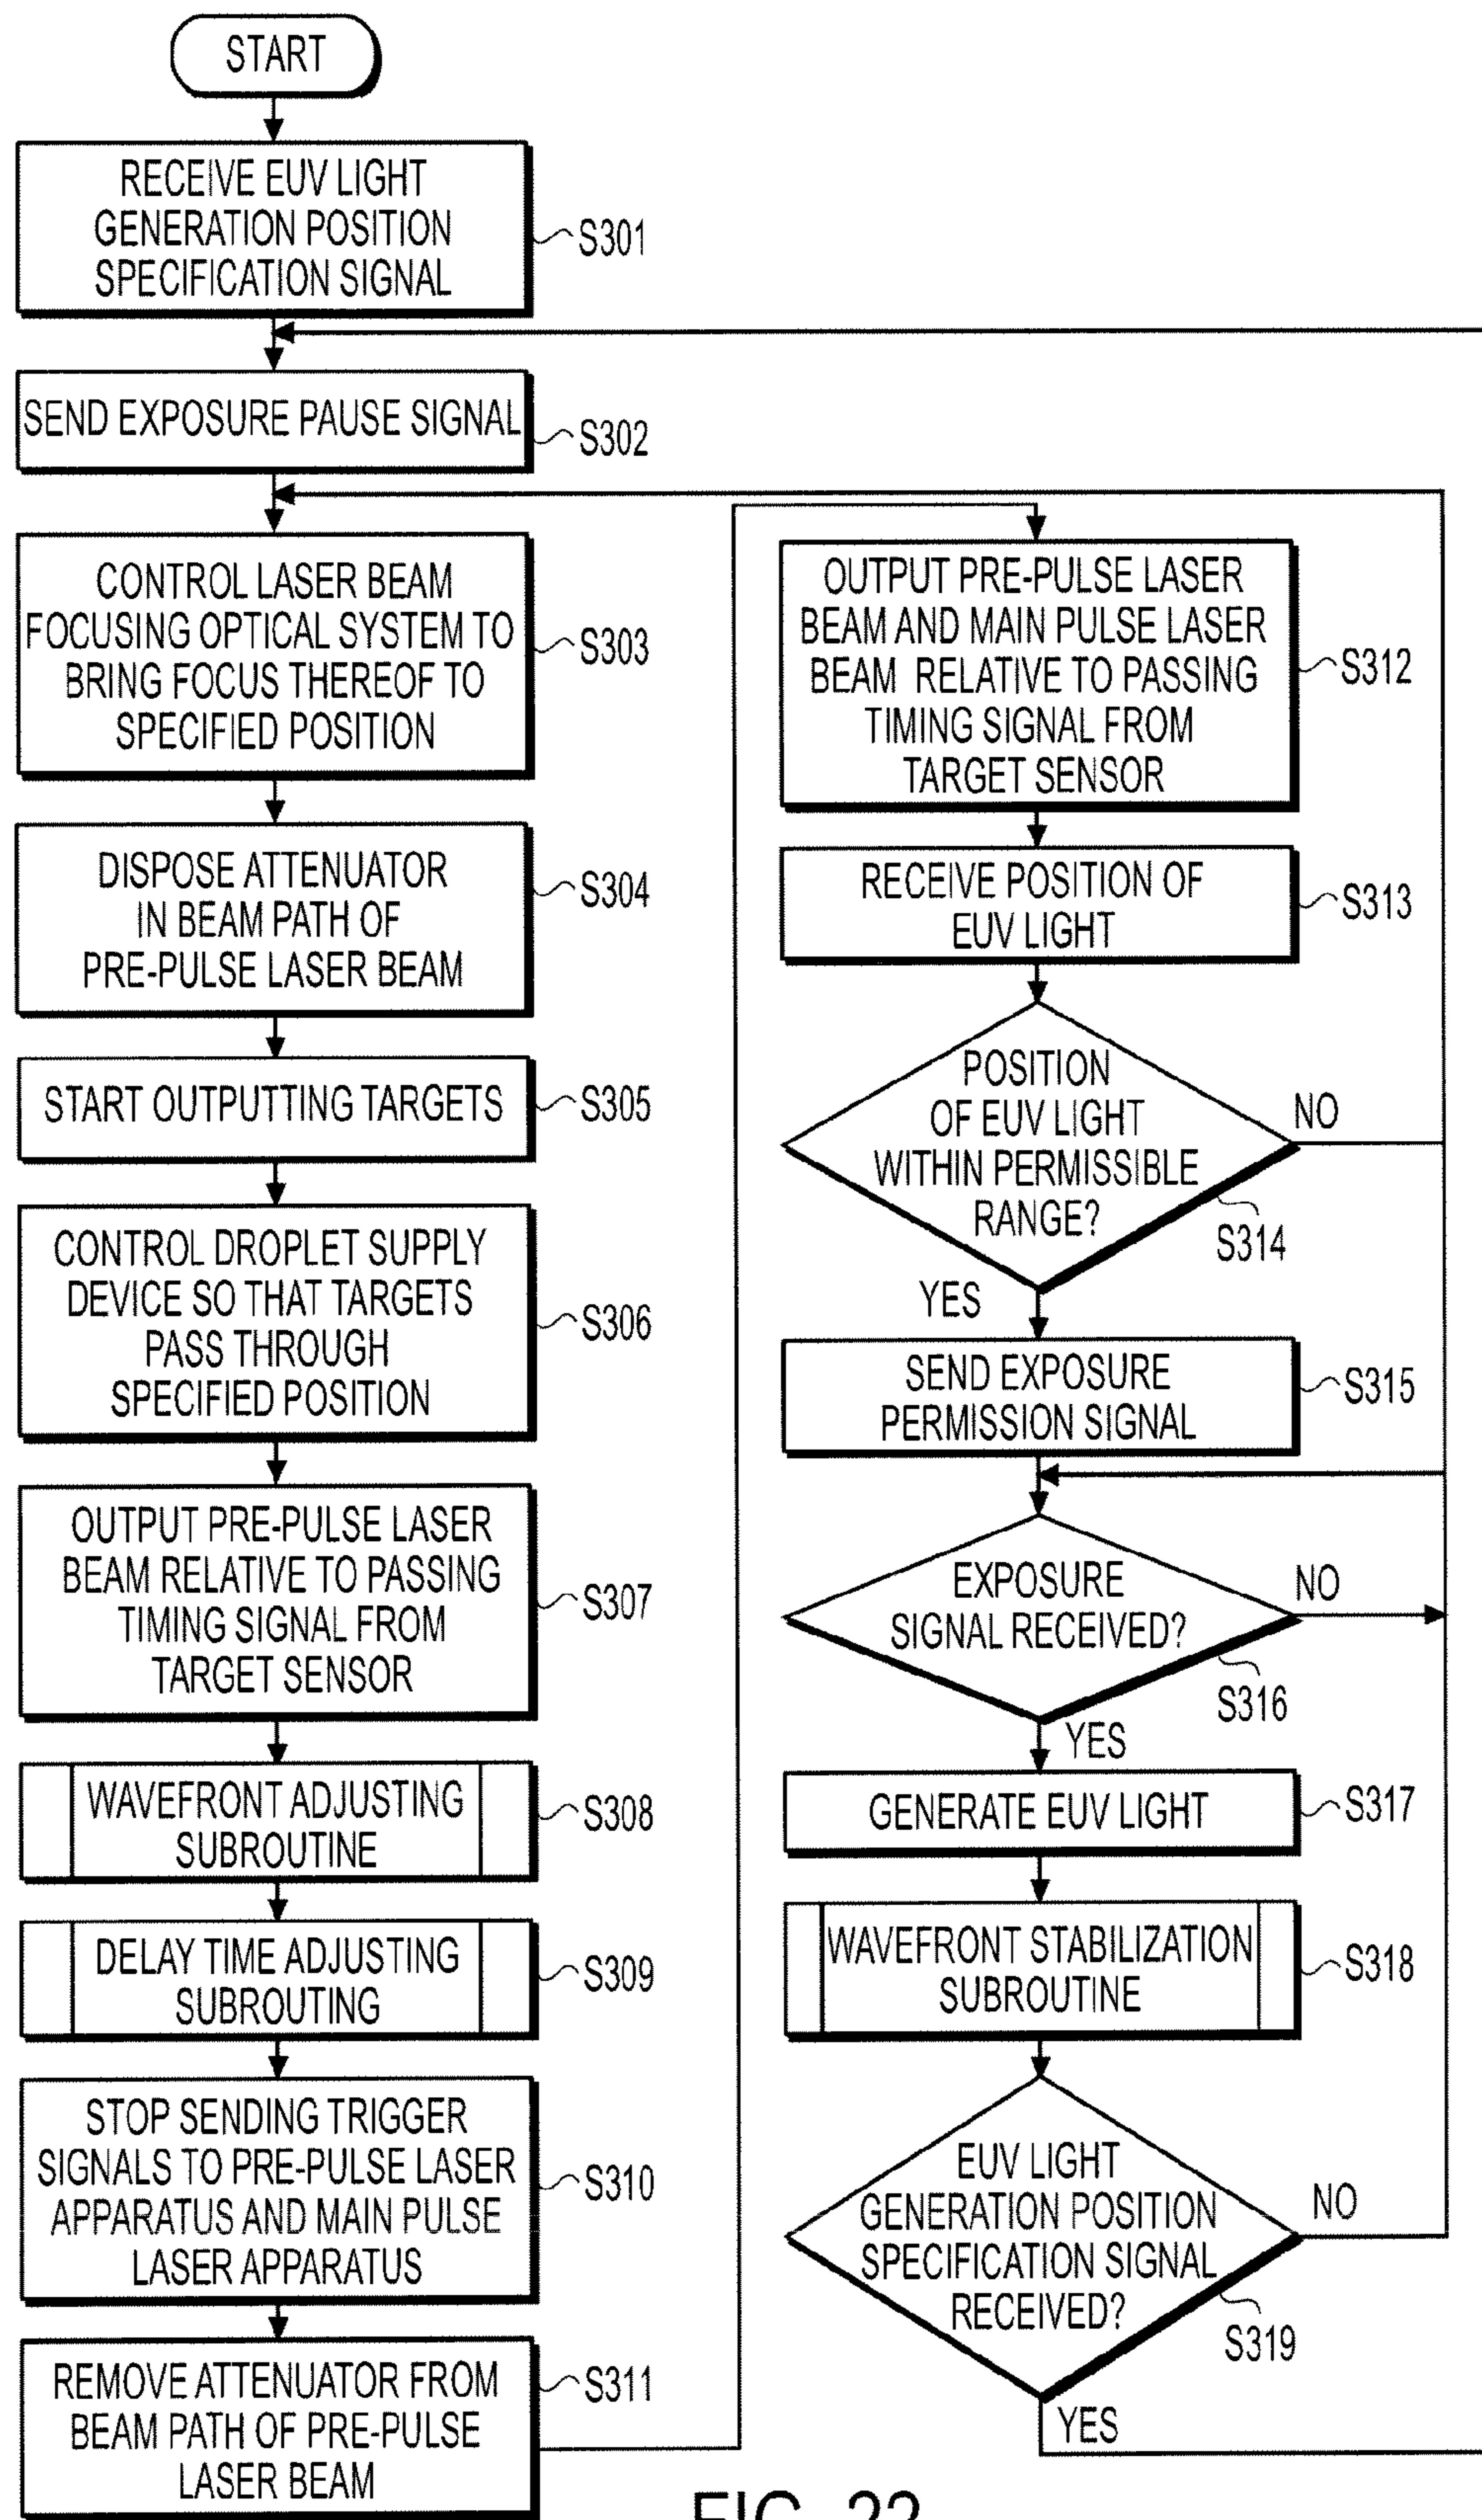 START
RECEIVE EUV LIGHT
GENERATION POSITION
SPECIFICATION SIGNAL
S301
SEND EXPOSURE PAUSE SIGNAL
S302
CONTROL LASER BEAM
FOCUSING OPTICAL SYSTEM TO
BRING FOCUS THEREOF TO
SPECIFIED POSITION
S303
DISPOSE ATTENUATOR
IN BEAM PATH OF
PRE-PULSE LASER BEAM
S304
START OUTPUTTING TARGETS
S305
CONTROL DROPLET SUPPLY
DEVICE SO THAT TARGETS
PASS THROUGH
SPECIFIED POSITION
S306
OUTPUT PRE-PULSE LASER
BEAM RELATIVE TO PASSING
TIMING SIGNAL FROM
TARGET SENSOR
S307
WAVEFRONT ADJUSTING
SUBROUTINE
S308
DELAY TIME ADJUSTING
SUBROUTING
S309
STOP SENDING TRIGGER
SIGNALS TO PRE-PULSE LASER
APPARATUS AND MAIN PULSE
LASER APPARATUS
S310
REMOVE ATTENUATOR FROM
BEAM PATH OF PRE-PULSE
LASER BEAM
S311
OUTPUT PRE-PULSE LASER
BEAM AND MAIN PULSE LASER
BEAM RELATIVE TO PASSING
TIMING SIGNAL FROM
TARGET SENSOR
S312
RECEIVE POSITION OF
EUV LIGHT
S313
POSITION
OF EUV LIGHT
WITHIN PERMISSIBLE
RANGE?
NO
S314
YES
SEND EXPOSURE
PERMISSION SIGNAL
S315
EXPOSURE
SIGNAL RECEIVED?
NO
S316
YES
GENERATE EUV LIGHT
S317
WAVEFRONT STABILIZATION
SUBROUTINE
S318
EUV LIGHT
GENERATION POSITION
SPECIFICATION SIGNAL
RECEIVED?
NO
S319
YES
FIG. 22